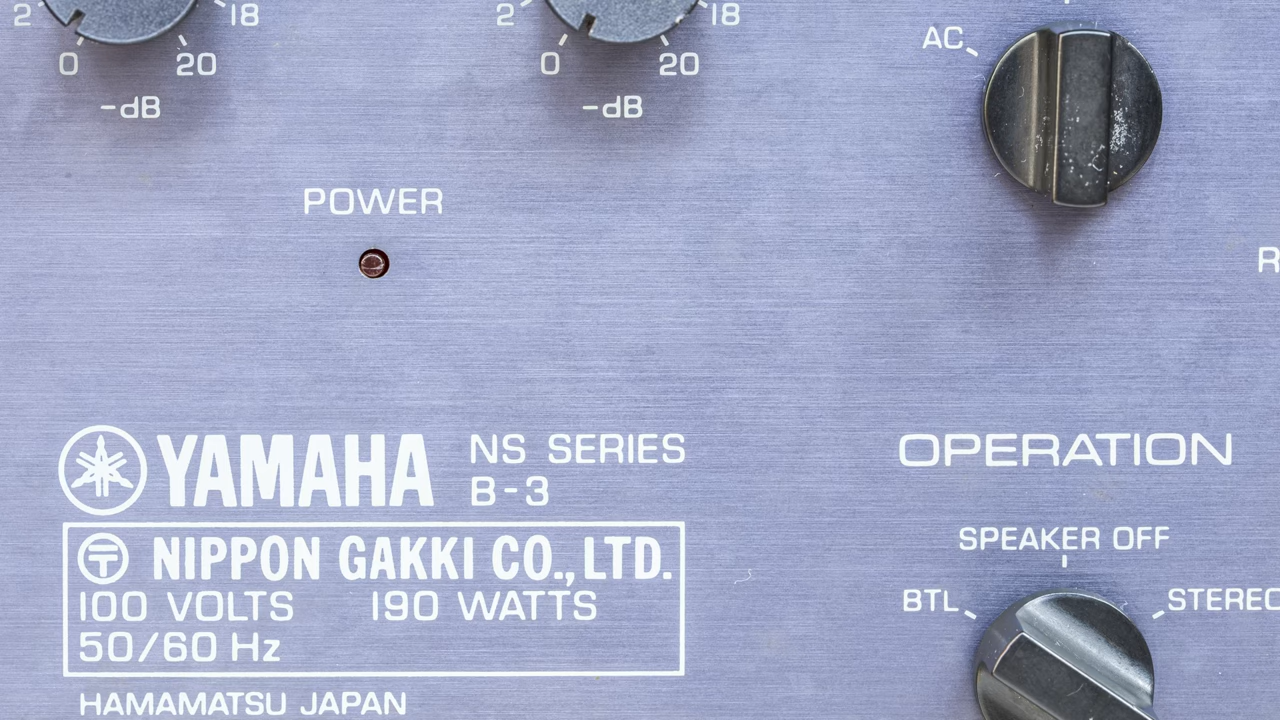 2 18 2 18
0 20 0 20
-dB -dB
AC
POWER
R
YAMAHA NS SERIES
B-3
OPERATION
NIPPON GAKKI CO., LTD.
100 VOLTS 190 WATTS
50/60 Hz
HAMAMATSU JAPAN
SPEAKER OFF
BTL STEREO